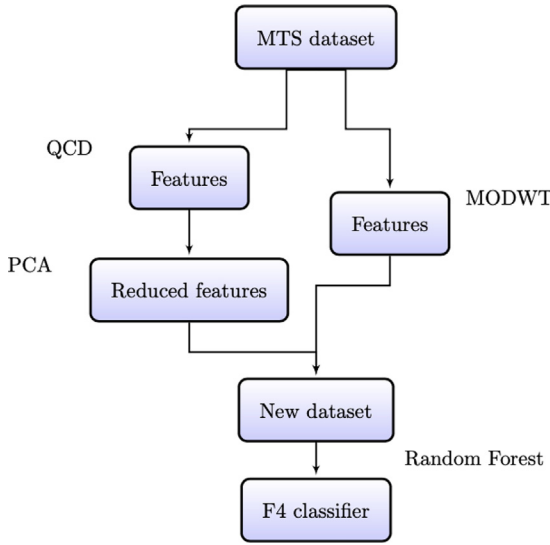 MTS dataset
QCD
Features
MODWT
Features
PCA
Reduced features
New dataset
Random Forest
F4 classifier